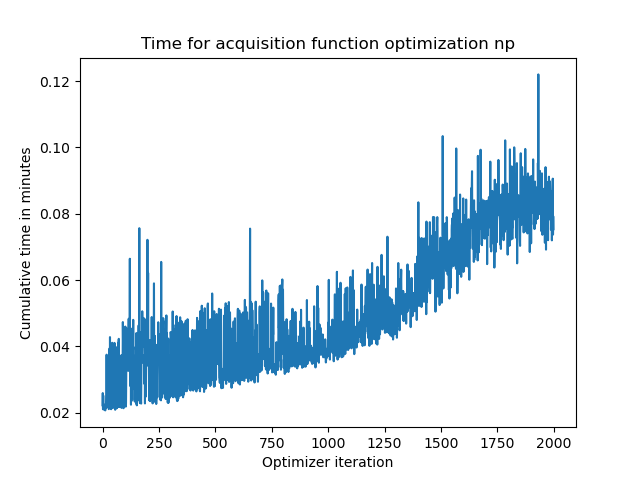 Time for acquisition function optimization np
0.12
0.10
0.08
0.06
0.04
0.02
Cumulative time in minutes
0 250 500 750 1000 1250 1500 1750 2000
Optimizer iteration